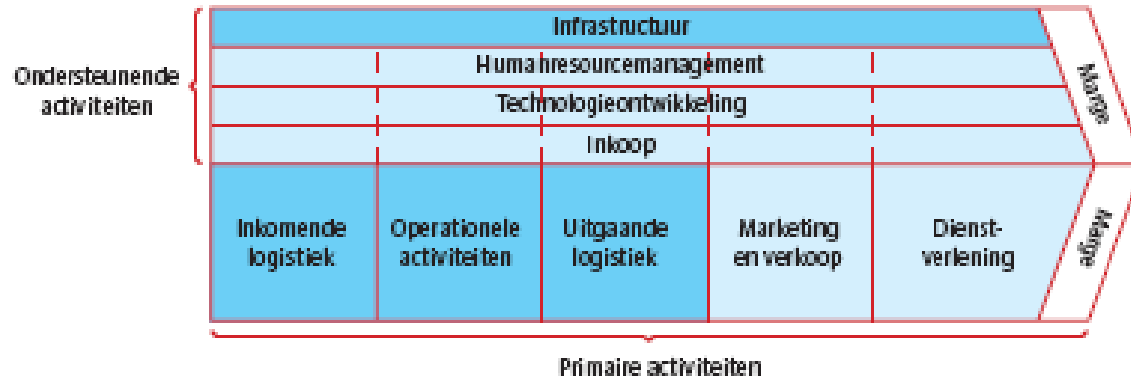 Infrastructuur
Humanresourcemanagement
Ondersteunende
activiteiten
Technologieontwikkeling
Inkoop
Marge
Inkomende
logistiek
Operationele
activiteiten
Uitgaande
logistiek
Marketing
en verkoop
Dienst-
verlening
Marge
Primaire activiteiten